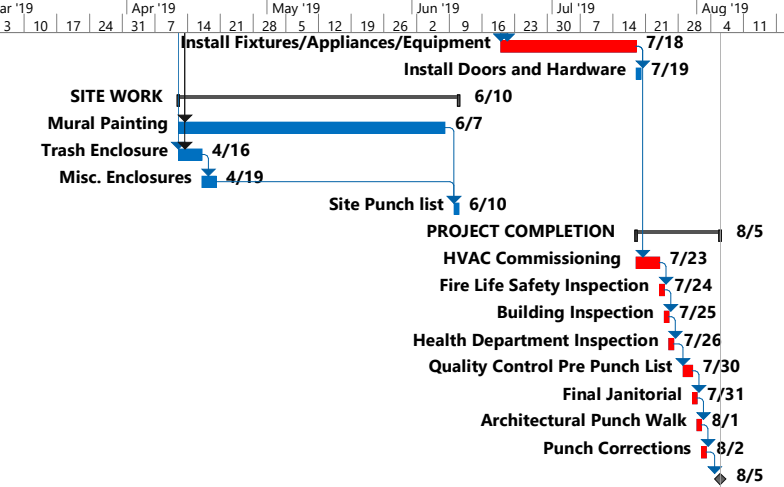 ar '19 Apr '19 May '19 Jun '19 Jul '19 Aug '19
3 10 17 24 31 7 14 21 28 5 12 19 26 2 9 16 23 30 7 14 21 28 4 11
Install Fixtures/Appliances/Equipment 7/18
Install Doors and Hardware 7/19
SITE WORK 6/10
Mural Painting 6/7
Trash Enclosure 4/16
Misc. Enclosures 4/19
Site Punch list 6/10
PROJECT COMPLETION 8/5
HVAC Commissioning 7/23
Fire Life Safety Inspection 7/24
Building Inspection 7/25
Health Department Inspection 7/26
Quality Control Pre Punch List 7/30
Final Janitorial 7/31
Architectural Punch Walk 8/1
Punch Corrections 8/2
8/5